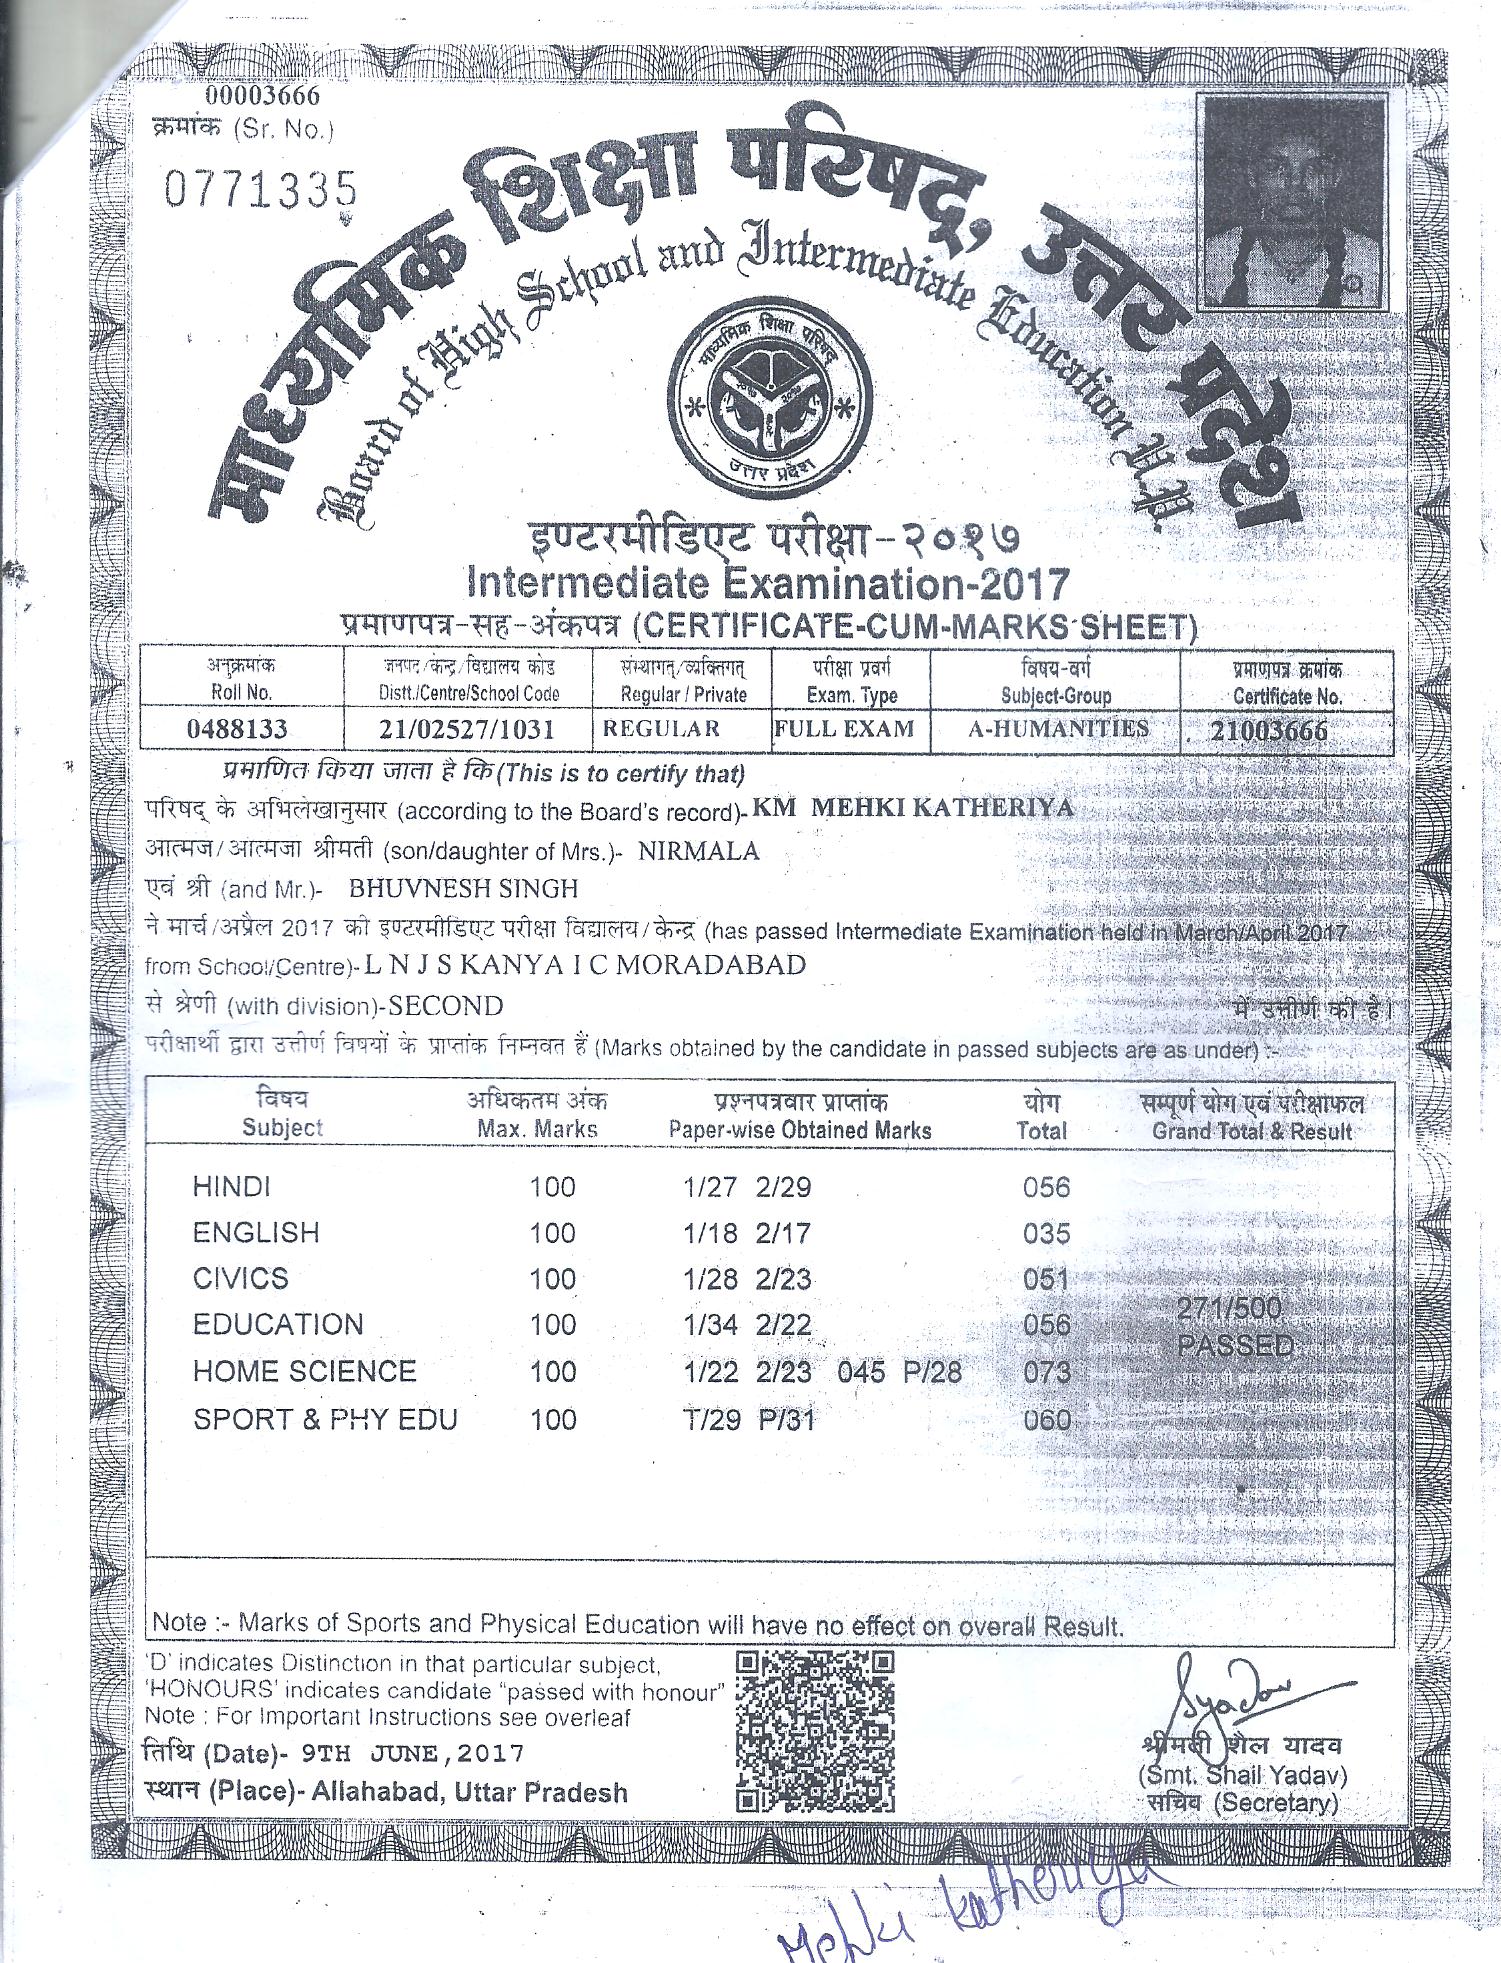 00003666
क्रमांक (Sr. No.)
0771335
माध्यमिक शिक्षा परिषद्, उत्तर प्रदेश
Board of High School and Intermediate Education U.P.
माध्यमिक शिक्षा परिषद्
उत्तर प्रदेश
इण्टरमीडिएट परीक्षा-२०१७
Intermediate Examination-2017
प्रमाणपत्र-सह-अंकपत्र (CERTIFICATE-CUM-MARKS SHEET)
अनुक्रमांक जनपद/केन्द्र/विद्यालय कोड संस्थागत्/व्यक्तिगत् परीक्षा प्रवर्ग विषय-वर्ग प्रमाणपत्र क्रमांक
Roll No. Distt./Centre/School Code Regular / Private Exam. Type Subject-Group Certificate No.
0488133 21/02527/1031 REGULAR FULL EXAM A-HUMANITIES 21003666
प्रमाणित किया जाता है कि (This is to certify that)
परिषद् के अभिलेखानुसार (according to the Board's record)- KM MEHKI KATHERIYA
आत्मज/आत्मजा श्रीमती (son/daughter of Mrs.)- NIRMALA
एवं श्री (and Mr.)- BHUVNESH SINGH
ने मार्च/अप्रैल 2017 की इण्टरमीडिएट परीक्षा विद्यालय/केन्द्र (has passed Intermediate Examination held in March/April 2017
from School/Centre)- L N J S KANYA I C MORADABAD
से श्रेणी (with division)-SECOND में उत्तीर्ण की है।
परीक्षार्थी द्वारा उत्तीर्ण विषयों के प्राप्तांक निम्नवत हैं (Marks obtained by the candidate in passed subjects are as under) :-
विषय अधिकतम अंक प्रश्नपत्रवार प्राप्तांक योग सम्पूर्ण योग एवं परीक्षाफल
Subject Max. Marks Paper-wise Obtained Marks Total Grand Total & Result
HINDI 100 1/27 2/29 056
ENGLISH 100 1/18 2/17 035
CIVICS 100 1/28 2/23 051
271/500
EDUCATION 100 1/34 2/22 056
PASSED
HOME SCIENCE 100 1/22 2/23 045 P/28 073
SPORT & PHY EDU 100 T/29 P/31 060
Note :- Marks of Sports and Physical Education will have no effect on overall Result.
'D' indicates Distinction in that particular subject,
'HONOURS' indicates candidate "passed with honour"
Note : For Important Instructions see overleaf
तिथि (Date)- 9TH JUNE, 2017
स्थान (Place)- Allahabad, Uttar Pradesh
Syadav
श्रीमती शैल यादव
(Smt. Shail Yadav)
सचिव (Secretary)
Mehki Katheriya